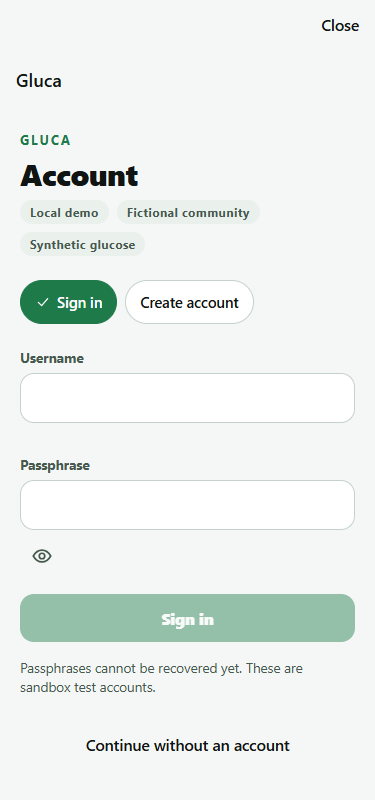 Close
Gluca
GLUCA
Account
Local demo
Fictional community
Synthetic glucose
Sign in
Create account
Username
Passphrase
Sign in
Passphrases cannot be recovered yet. These are
sandbox test accounts.
Continue without an account